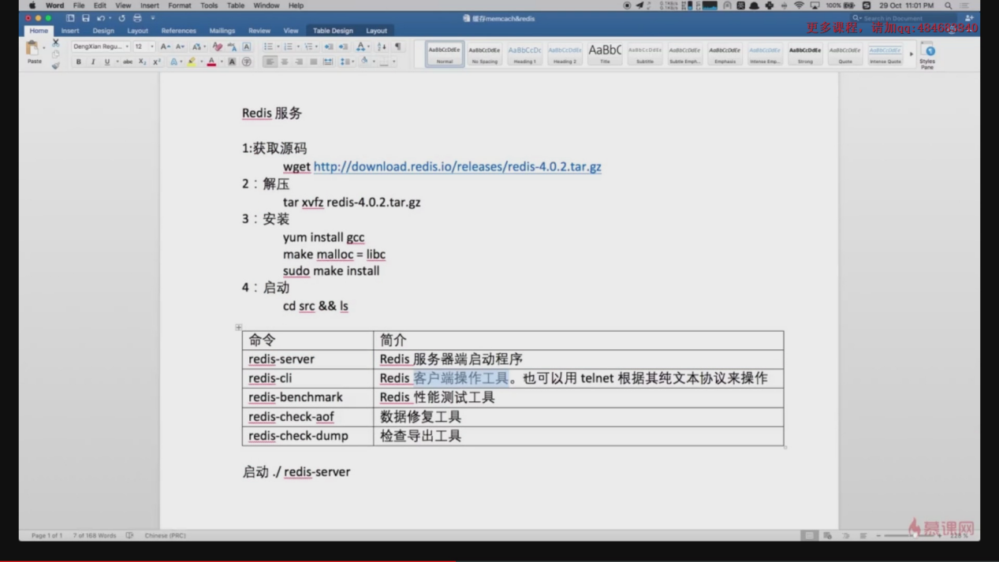 Word File Edit View Insert Format Tools Table Window Help 100% 29 Oct 11:01 PM
缓存memcach&redis
Search in Document
更多课程，请加qq:484683840
Home Insert Design Layout References Mailings Review View Table Design Layout
Paste
DengXian Regu... 12
AaBbCcDdEe AaBbCcDdEe AaBbCcDc AaBbCcDdEe AaBbC AaBbCcDdEe AaBbCcDdEe AaBbCcDdEe AaBbCcDdEe AaBbCcDdEe AaBbCcDdEe AaBbCcDdEe
Normal No Spacing Heading 1 Heading 2 Title Subtitle Subtle Emph... Emphasis Intense Emp... Strong Quote Intense Quote Styles Pane
B I U abc X₂ X²
Redis 服务
1:获取源码
wget http://download.redis.io/releases/redis-4.0.2.tar.gz
2：解压
tar xvfz redis-4.0.2.tar.gz
3：安装
yum install gcc
make malloc = libc
sudo make install
4：启动
cd src && ls
命令 简介
redis-server Redis 服务器端启动程序
redis-cli Redis 客户端操作工具。也可以用 telnet 根据其纯文本协议来操作
redis-benchmark Redis 性能测试工具
redis-check-aof 数据修复工具
redis-check-dump 检查导出工具
启动 ./ redis-server
Page 1 of 1 7 of 168 Words Chinese (PRC) 228%
慕课网